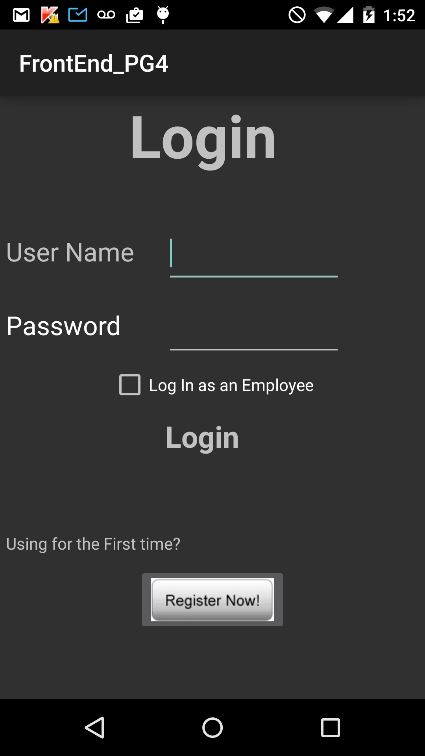 1:52
FrontEnd_PG4
Login
User Name
Password
Log In as an Employee
Login
Using for the First time?
Register Now!